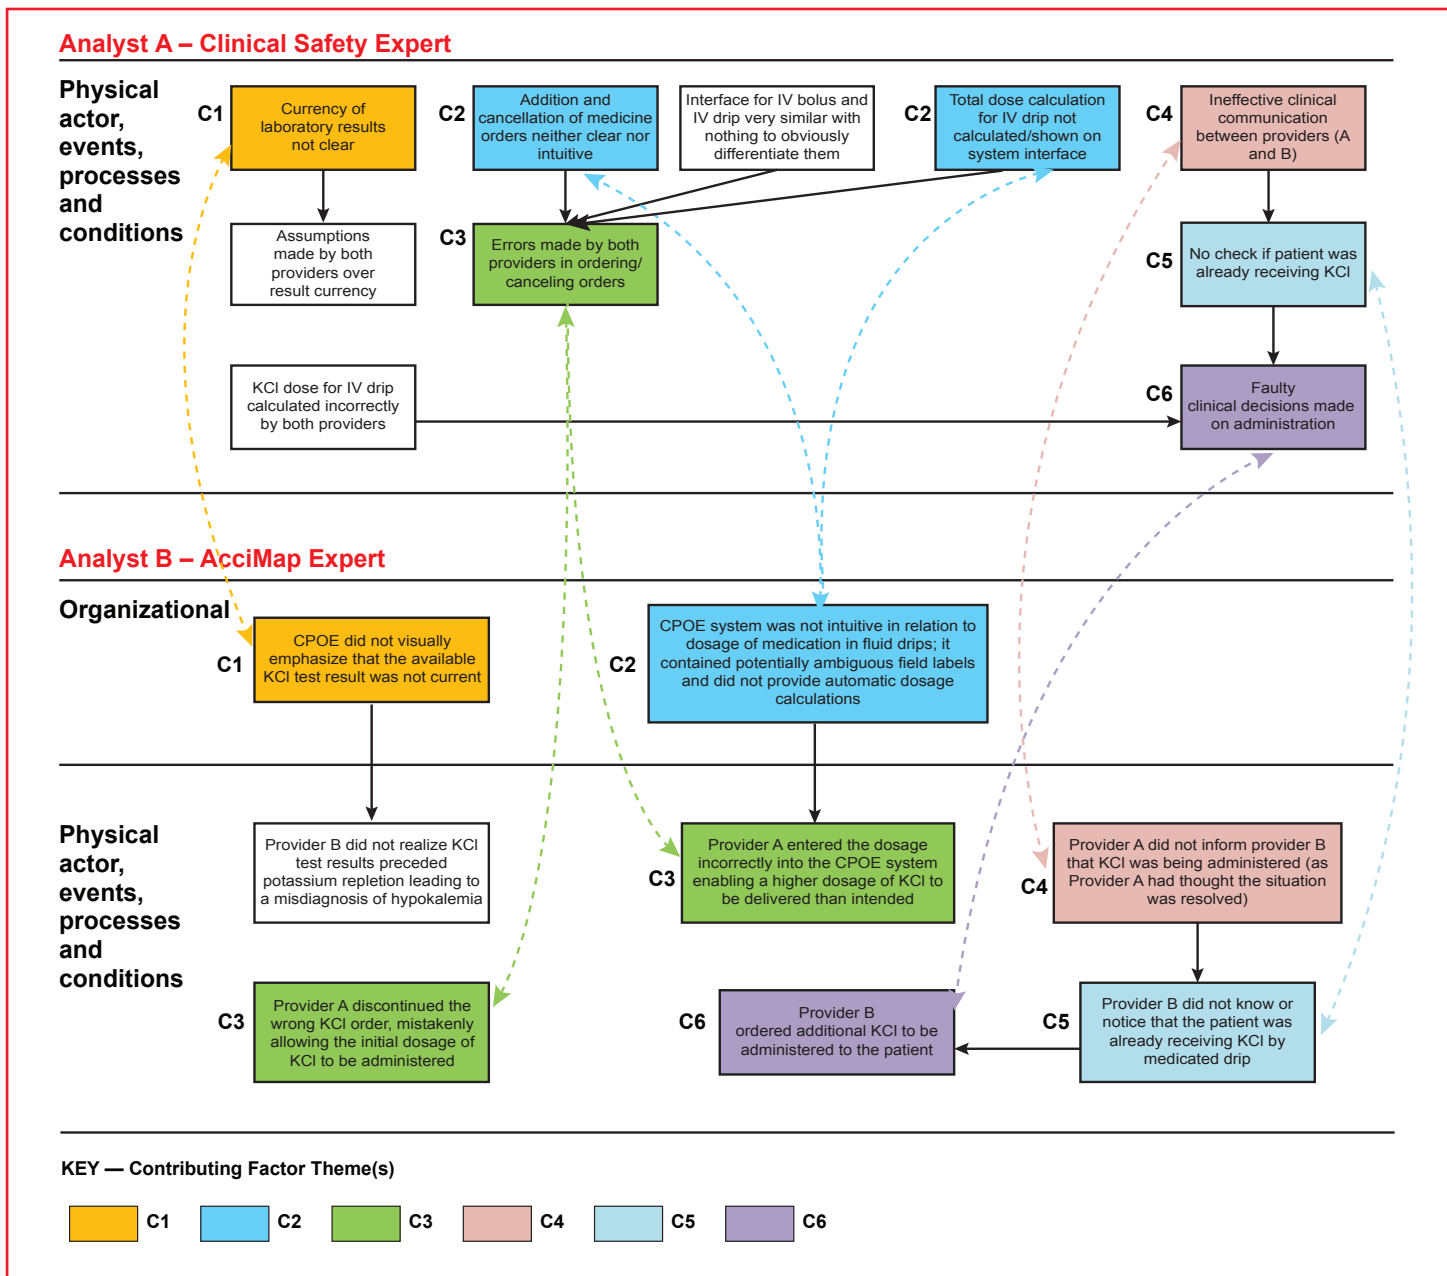 Analyst A – Clinical Safety Expert
Physical
actor,
events,
processes
and
conditions
C1
Currency of
laboratory results
not clear
C2
Addition and
cancellation of medicine
orders neither clear nor
intuitive
Interface for IV bolus and
IV drip very similar with
nothing to obviously
differentiate them
C2
Total dose calculation
for IV drip not
calculated/shown on
system interface
C4
Ineffective clinical
communication
between providers (A
and B)
Assumptions
made by both
providers over
result currency
C3
Errors made by both
providers in ordering/
canceling orders
C5
No check if patient was
already receiving KCl
KCl dose for IV drip
calculated incorrectly
by both providers
C6
Faulty
clinical decisions made
on administration
Analyst B – AcciMap Expert
Organizational
C1
CPOE did not visually
emphasize that the available
KCl test result was not current
C2
CPOE system was not intuitive in relation to
dosage of medication in fluid drips; it
contained potentially ambiguous field labels
and did not provide automatic dosage
calculations
Physical
actor,
events,
processes
and
conditions
Provider B did not realize KCl
test results preceded
potassium repletion leading to
a misdiagnosis of hypokalemia
C3
Provider A entered the dosage
incorrectly into the CPOE system
enabling a higher dosage of KCl to
be delivered than intended
C4
Provider A did not inform provider B
that KCl was being administered (as
Provider A had thought the situation
was resolved)
C3
Provider A discontinued the
wrong KCl order, mistakenly
allowing the initial dosage of
KCl to be administered
C6
Provider B
ordered additional KCl to be
administered to the patient
C5
Provider B did not know or
notice that the patient was
already receiving KCl by
medicated drip
KEY — Contributing Factor Theme(s)
C1
C2
C3
C4
C5
C6